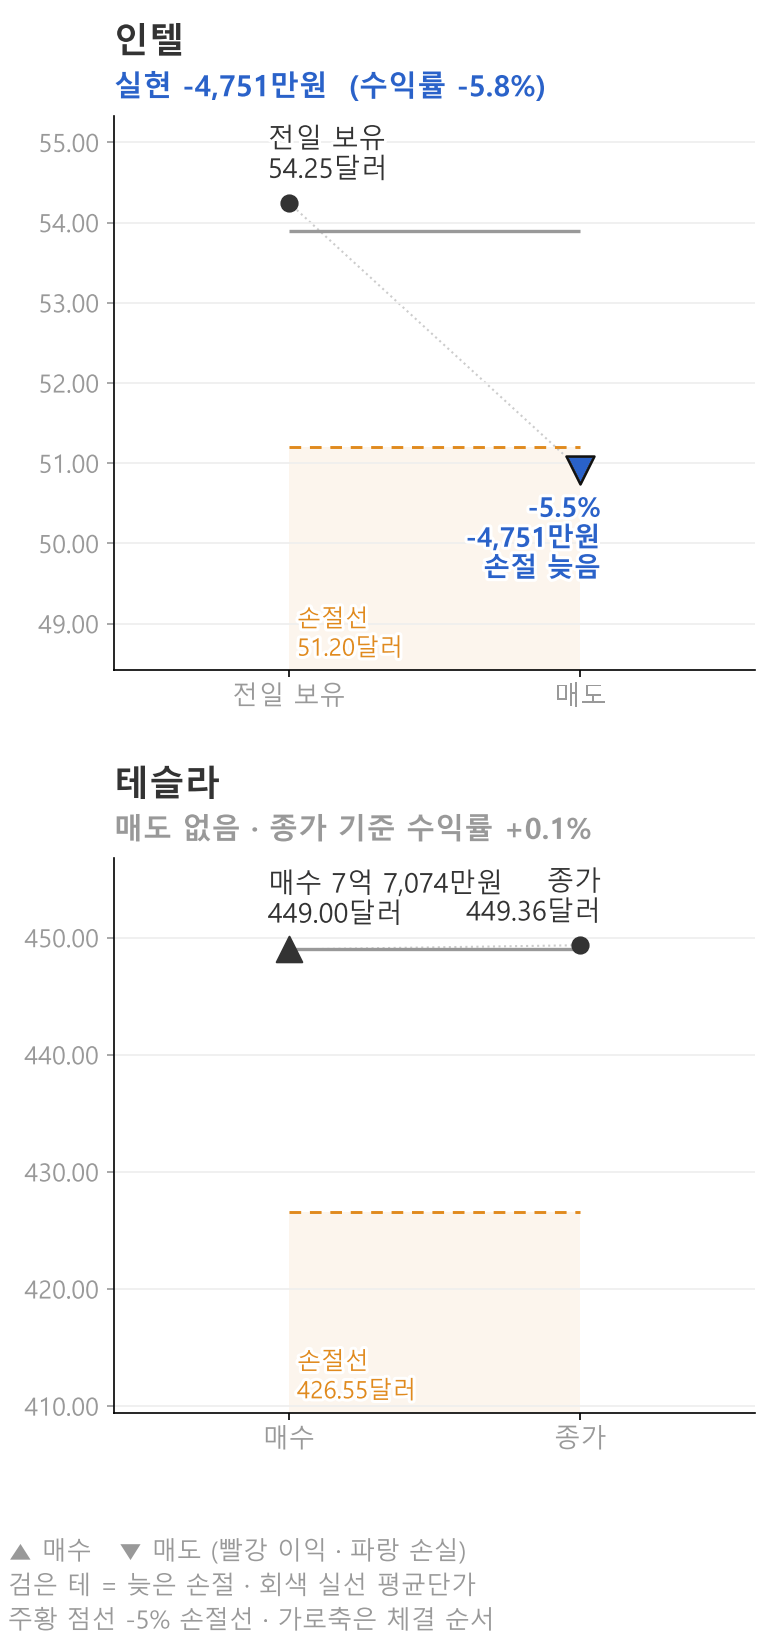 인텔
실현 -4,751만원 (수익률 -5.8%)
전일 보유
54.25달러
55.00
54.00
53.00
52.00
51.00
50.00
49.00
-5.5%
-4,751만원
손절 늦음
손절선
51.20달러
전일 보유
매도
테슬라
매도 없음 · 종가 기준 수익률 +0.1%
매수 7억 7,074만원
449.00달러
종가
449.36달러
450.00
440.00
430.00
420.00
410.00
손절선
426.55달러
매수
종가
▲ 매수 ▼ 매도 (빨강 이익 · 파랑 손실)
검은 테 = 늦은 손절 · 회색 실선 평균단가
주황 점선 -5% 손절선 · 가로축은 체결 순서